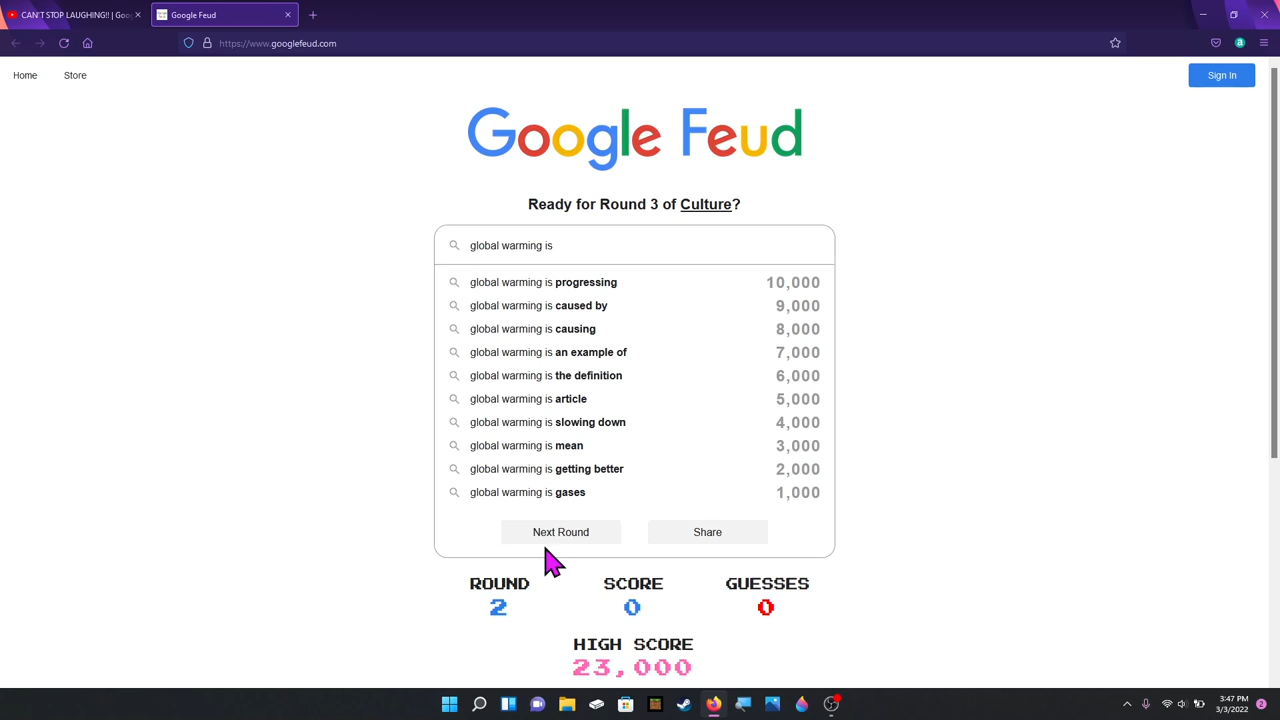 CAN'T STOP LAUGHING!! | Goo
Google Feud
https://www.googlefeud.com
Home Store
Sign In
Google Feud
Ready for Round 3 of Culture?
global warming is
global warming is progressing 10,000
global warming is caused by 9,000
global warming is causing 8,000
global warming is an example of 7,000
global warming is the definition 6,000
global warming is article 5,000
global warming is slowing down 4,000
global warming is mean 3,000
global warming is getting better 2,000
global warming is gases 1,000
Next Round Share
ROUND SCORE GUESSES
2 0 0
HIGH SCORE
23,000
3:47 PM
3/3/2022
2